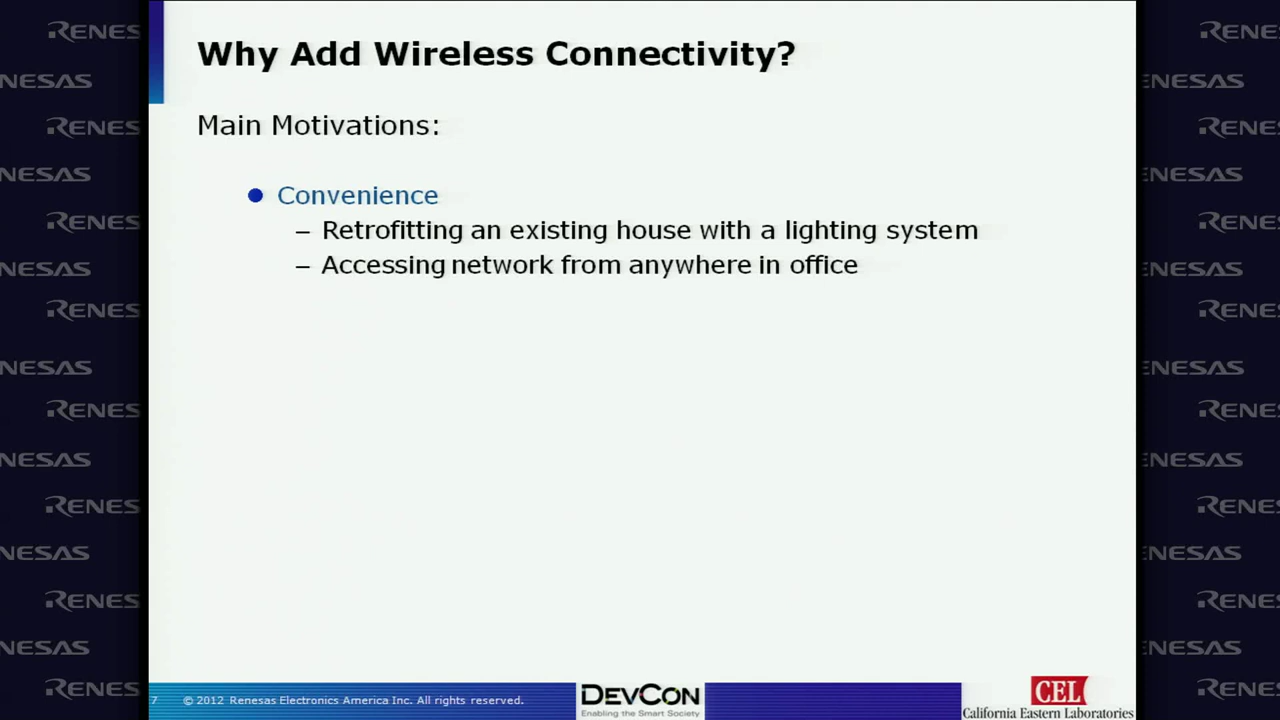 Why Add Wireless Connectivity?
Main Motivations:
● Convenience
– Retrofitting an existing house with a lighting system
– Accessing network from anywhere in office
7 © 2012 Renesas Electronics America Inc. All rights reserved.
DEVCON
Enabling the Smart Society
CEL
California Eastern Laboratories
RENESAS